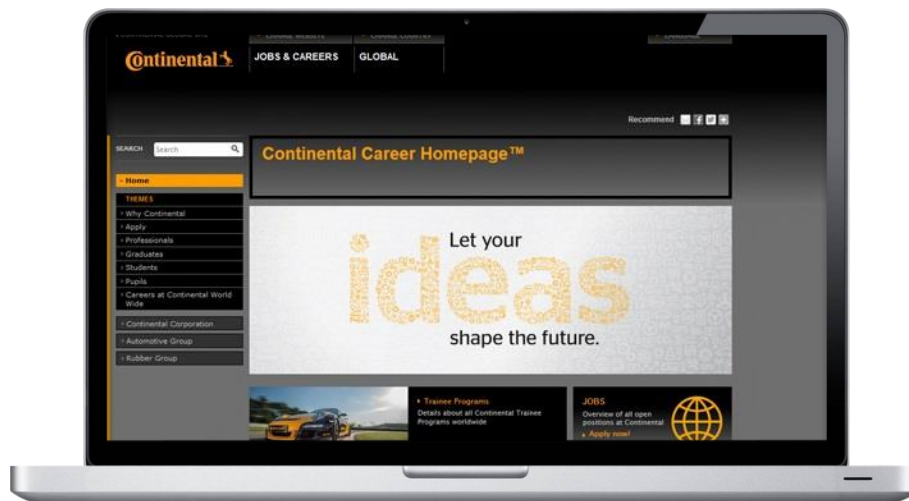 Continental
JOBS & CAREERS
GLOBAL
Recommend
SEARCH
Search
Continental Career Homepage™
Home
THEMES
Why Continental
Apply
Professionals
Graduates
Students
Pupils
Careers at Continental World
Wide
Continental Corporation
Automotive Group
Rubber Group
Let your
ideas
shape the future.
Trainee Programs
Details about all Continental Trainee
Programs worldwide
JOBS
Overview of all open
positions at Continental
Apply now!